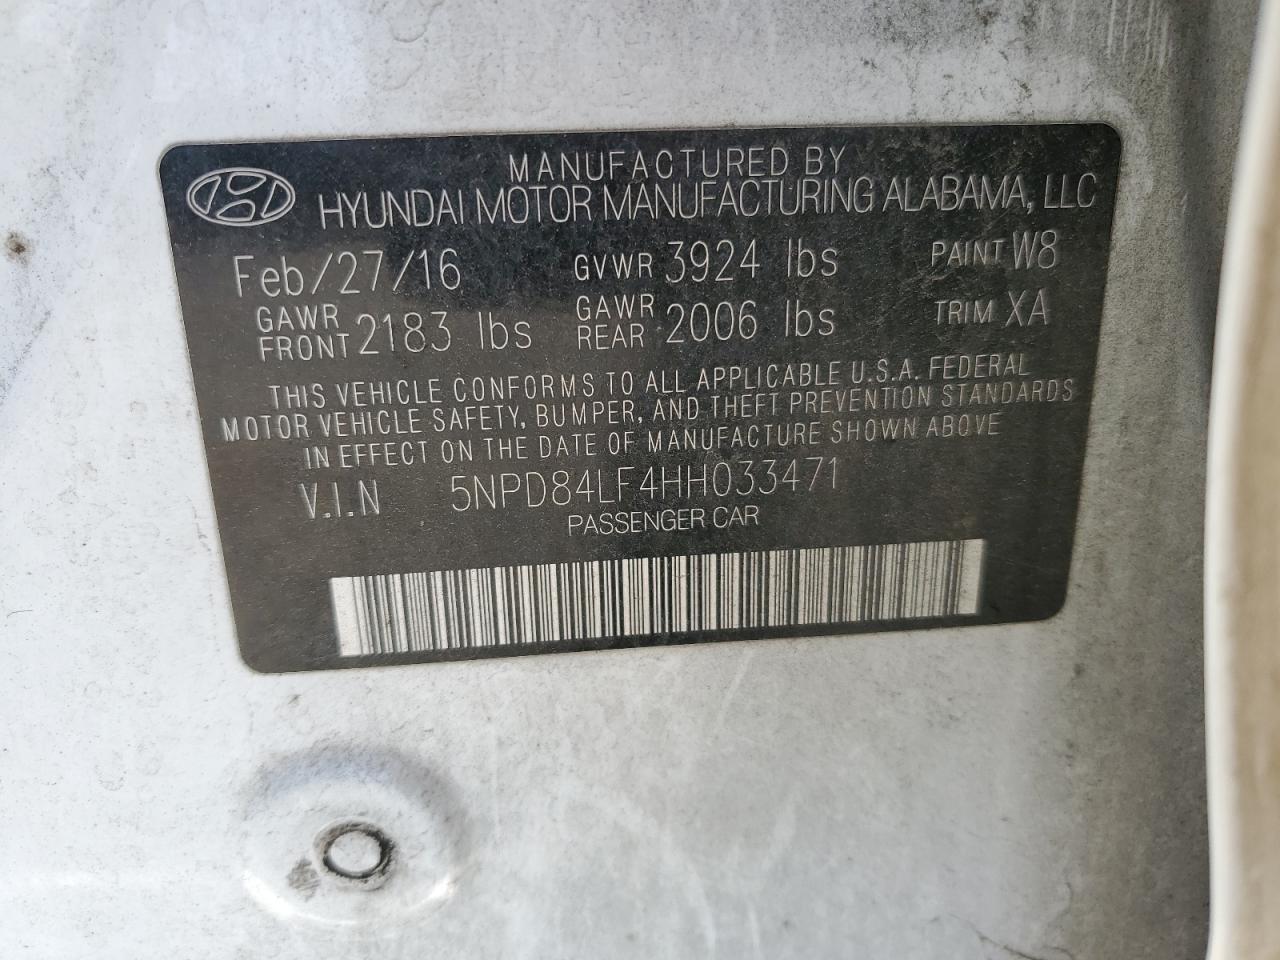 MANUFACTURED BY
HYUNDAI MOTOR MANUFACTURING ALABAMA, LLC
Feb/27/16 GVWR 3924 lbs PAINT W8
GAWR FRONT 2183 lbs GAWR REAR 2006 lbs TRIM XA
THIS VEHICLE CONFORMS TO ALL APPLICABLE U.S.A. FEDERAL
MOTOR VEHICLE SAFETY, BUMPER, AND THEFT PREVENTION STANDARDS
IN EFFECT ON THE DATE OF MANUFACTURE SHOWN ABOVE
V.I.N 5NPD84LF4HH033471
PASSENGER CAR